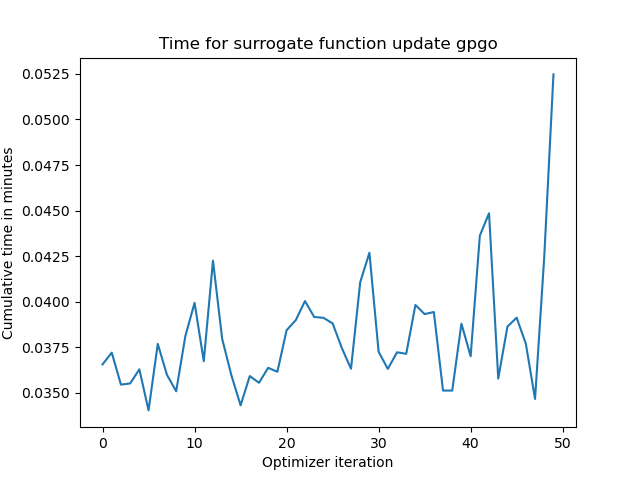 Time for surrogate function update gpgo
Cumulative time in minutes
0.0525
0.0500
0.0475
0.0450
0.0425
0.0400
0.0375
0.0350
0 10 20 30 40 50
Optimizer iteration